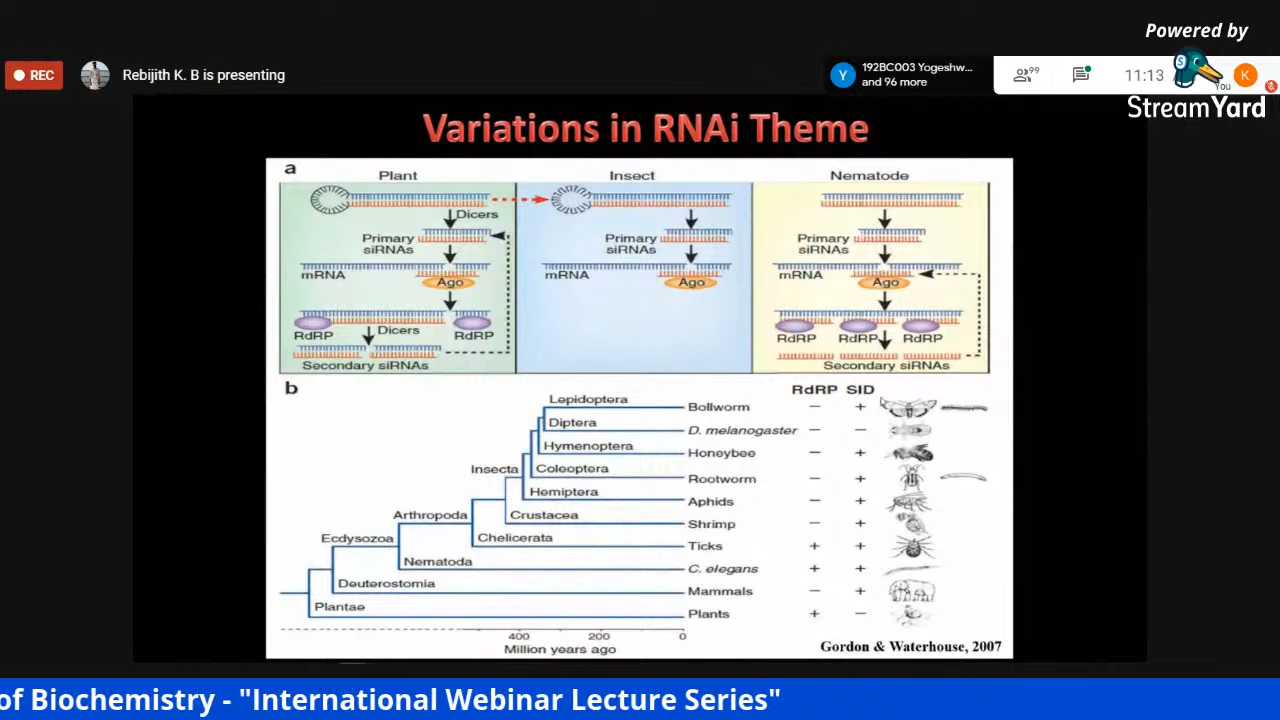 Powered by
StreamYard
REC
Rebijith K. B is presenting
Y
192BC003 Yogeshw...
and 96 more
99
11:13
You
K
Variations in RNAi Theme
a
Plant
Insect
Nematode
Dicers
Primary
siRNAs
Primary
siRNAs
Primary
siRNAs
mRNA
Ago
mRNA
Ago
mRNA
Ago
RdRP
Dicers
RdRP
Secondary siRNAs
RdRP
RdRP
RdRP
Secondary siRNAs
b
RdRP SID
Lepidoptera
Bollworm − +
Diptera
D. melanogaster − −
Hymenoptera
Honeybee − +
Insecta
Coleoptera
Rootworm − +
Hemiptera
Aphids − +
Arthropoda
Crustacea
Shrimp − +
Ecdysozoa
Chelicerata
Ticks + +
Nematoda
C. elegans + +
Deuterostomia
Mammals − +
Plantae
Plants + −
400 200 0
Million years ago
Gordon & Waterhouse, 2007
of Biochemistry - "International Webinar Lecture Series"